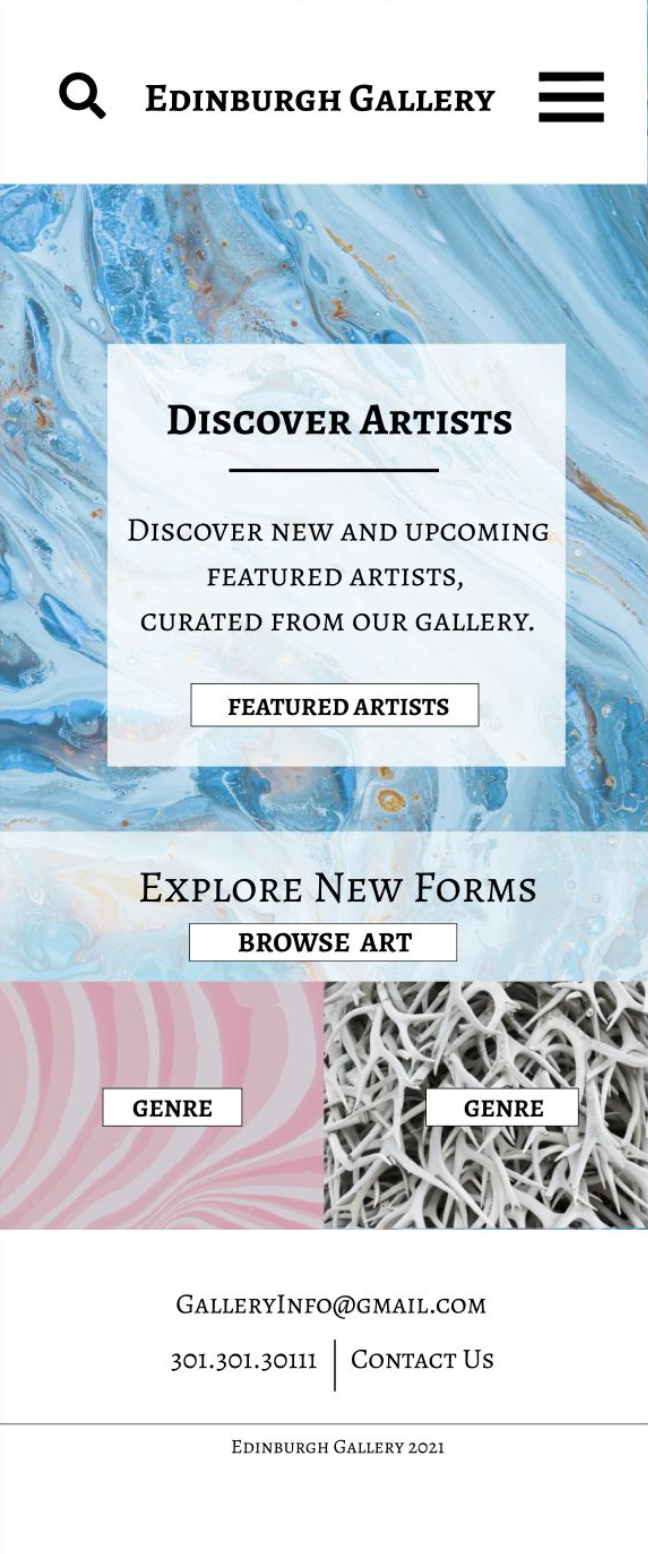 Edinburgh Gallery
Discover Artists
Discover new and upcoming
featured artists,
curated from our gallery.
FEATURED ARTISTS
Explore New Forms
BROWSE ART
GENRE
GENRE
GalleryInfo@gmail.com
301.301.30111 | Contact Us
Edinburgh Gallery 2021